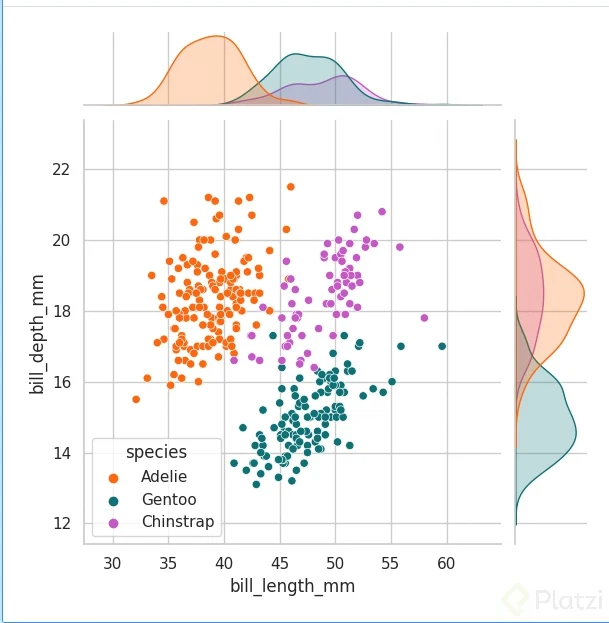 22
20
18
16
14
12
bill_depth_mm
species
Adelie
Gentoo
Chinstrap
30 35 40 45 50 55 60
bill_length_mm
Platzi